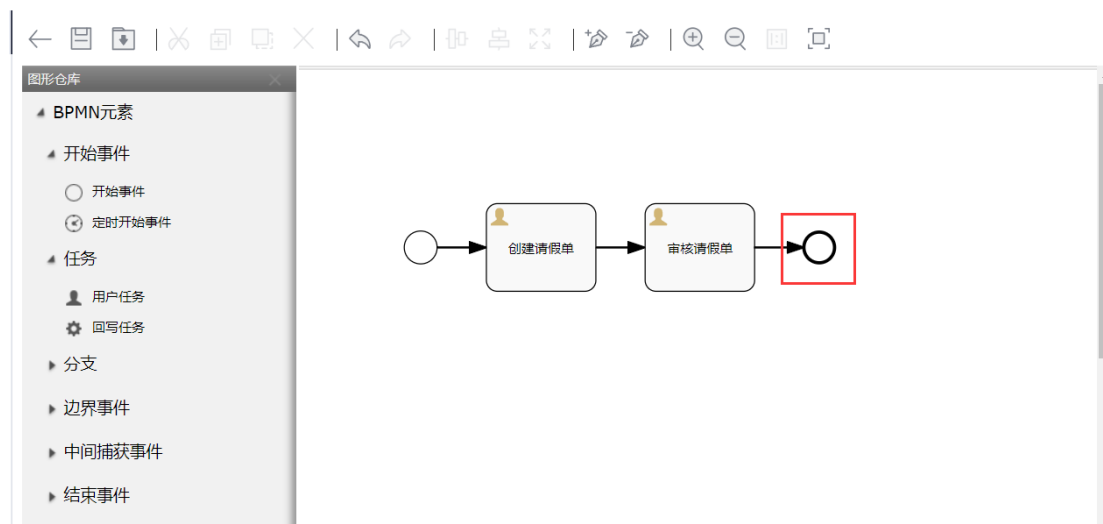 图形仓库
BPMN元素
开始事件
开始事件
定时开始事件
任务
用户任务
回写任务
分支
边界事件
中间捕获事件
结束事件
创建请假单
审核请假单